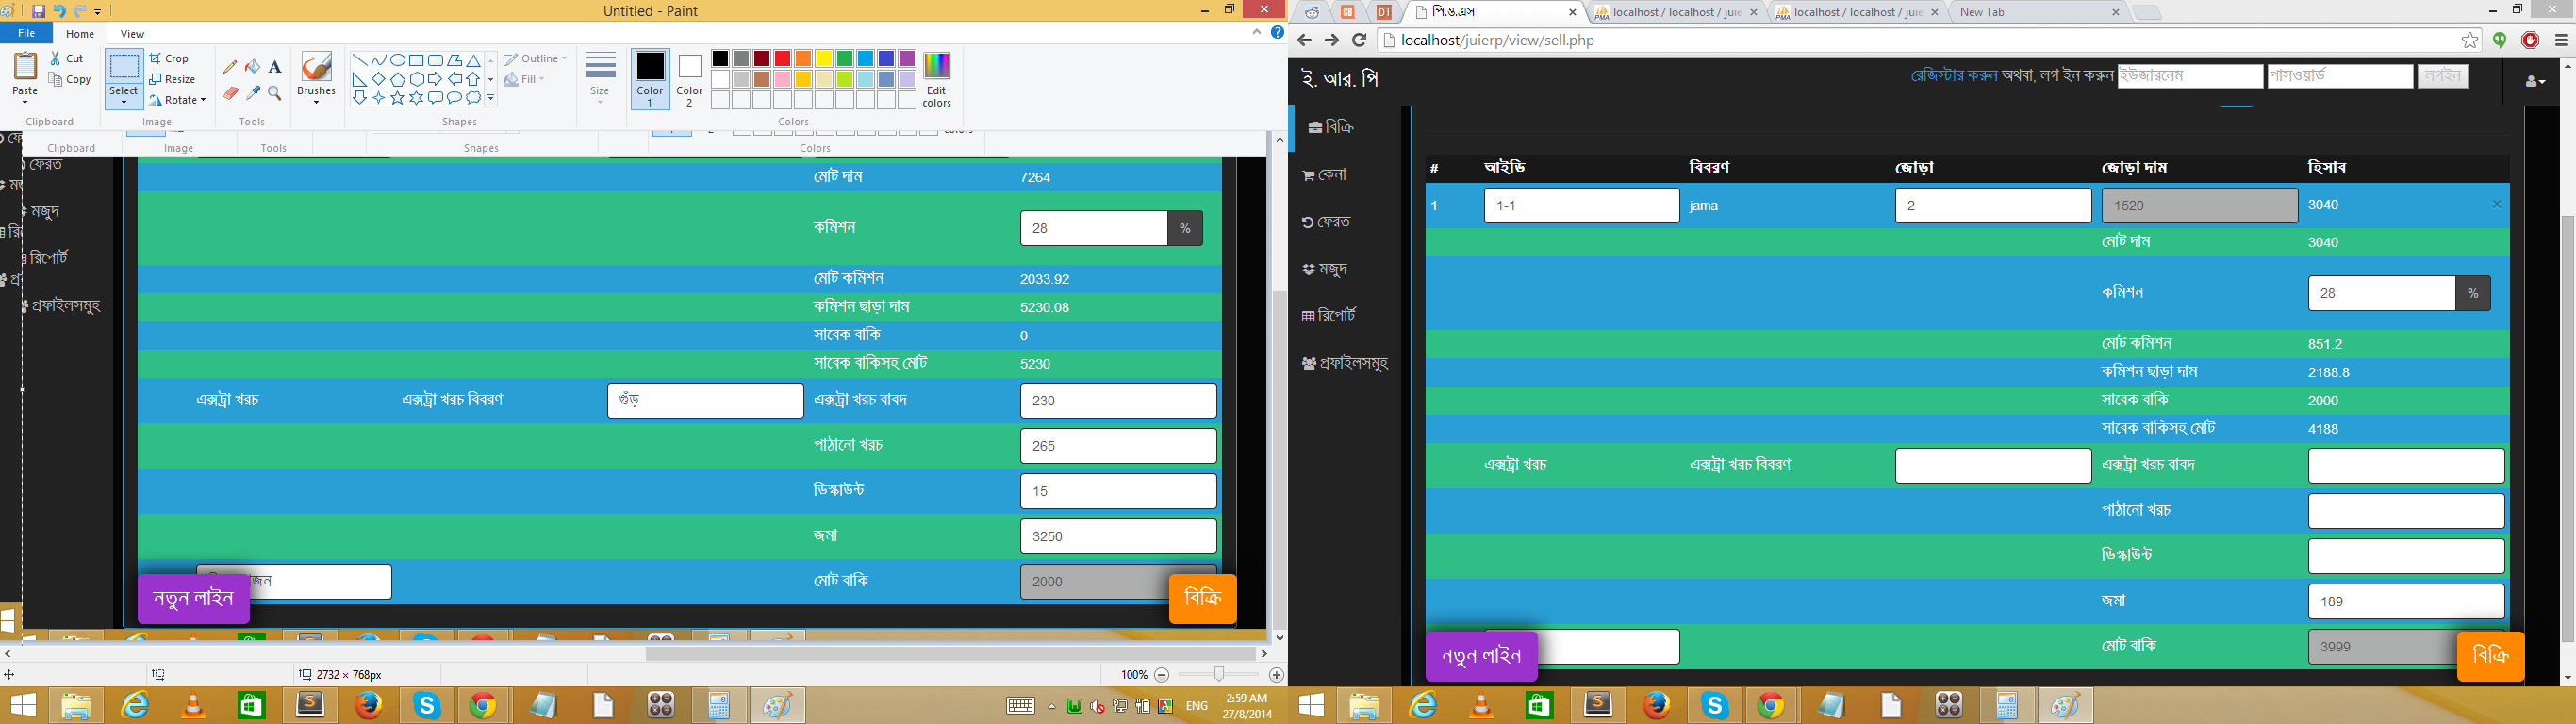 Untitled - Paint
File Home View
Paste Cut Copy Clipboard
Select Crop Resize Rotate Image
Tools
Brushes
Outline Fill Shapes
Size
Color 1 Color 2 Edit colors Colors
Clipboard Image Tools Shapes Colors
ফেরত
মজুদ
রিপোর্ট
প্রফাইলসমুহ
মোট দাম 7264
কমিশন 28 %
মোট কমিশন 2033.92
কমিশন ছাড়া দাম 5230.08
সাবেক বাকি 0
সাবেক বাকিসহ মোট 5230
এক্সট্রা খরচ এক্সট্রা খরচ বিবরণ গুঁড় এক্সট্রা খরচ বাবদ 230
পাঠানো খরচ 265
ডিস্কাউন্ট 15
জমা 3250
মোট বাকি 2000
নতুন লাইন বিক্রি
2732 × 768px 100%
ENG 2:59 AM 27/8/2014
পি.ও.এস
localhost / localhost / juie
localhost / localhost / juie
New Tab
localhost/juierp/view/sell.php
ই. আর. পি
রেজিস্টার করুন অথবা, লগ ইন করুন ইউজারনেম পাসওয়ার্ড লগইন
বিক্রি
কেনা
ফেরত
মজুদ
রিপোর্ট
প্রফাইলসমুহ
# আইডি বিবরণ জোড়া জোড়া দাম হিসাব
1 1-1 jama 2 1520 3040 ×
মোট দাম 3040
কমিশন 28 %
মোট কমিশন 851.2
কমিশন ছাড়া দাম 2188.8
সাবেক বাকি 2000
সাবেক বাকিসহ মোট 4188
এক্সট্রা খরচ এক্সট্রা খরচ বিবরণ এক্সট্রা খরচ বাবদ
পাঠানো খরচ
ডিস্কাউন্ট
জমা 189
মোট বাকি 3999
নতুন লাইন বিক্রি